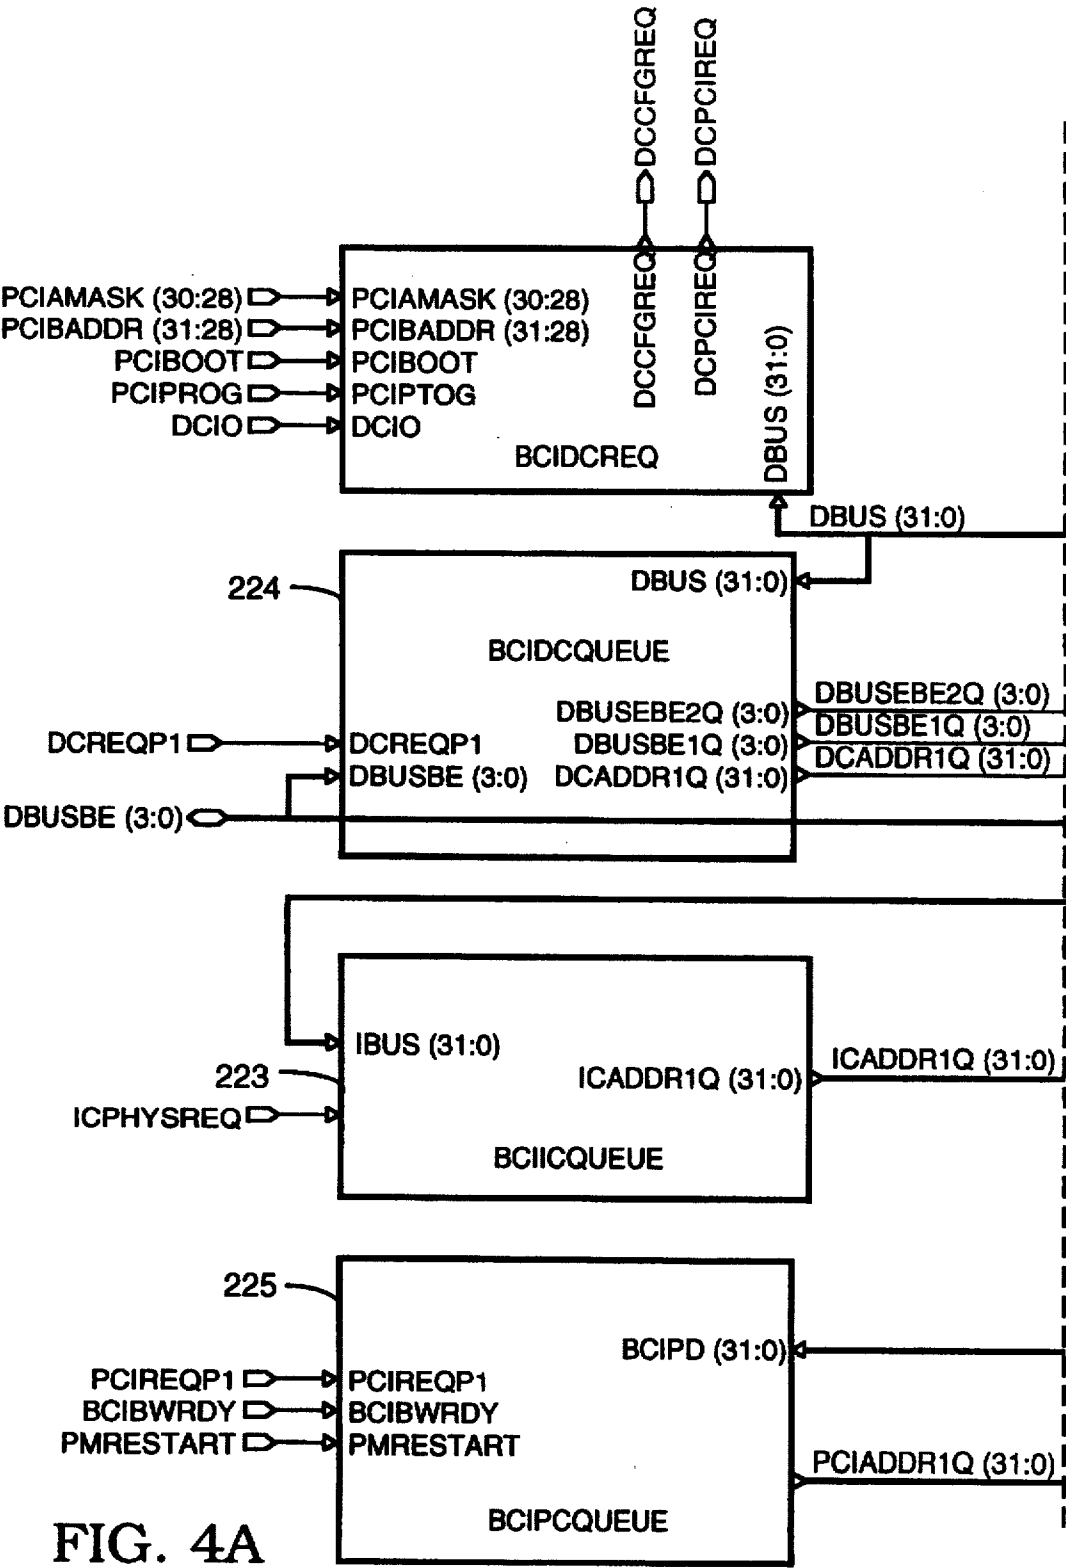 DCCFGREQ
DCPCIREQ
PCIAMASK (30:28)
PCIBADDR (31:28)
PCIBOOT
PCIPROG
DCIO
PCIAMASK (30:28)
PCIBADDR (31:28)
PCIBOOT
PCIPTOG
DCIO
DCCFGREQ
DCPCIREQ
DBUS (31:0)
BCIDCREQ
DBUS (31:0)
224
DBUS (31:0)
BCIDCQUEUE
DBUSEBE2Q (3:0)
DBUSEBE2Q (3:0)
DBUSBE1Q (3:0)
DBUSBE1Q (3:0)
DCADDR1Q (31:0)
DCADDR1Q (31:0)
DCREQP1
DCREQP1
DBUSBE (3:0)
DBUSBE (3:0)
IBUS (31:0)
223
ICADDR1Q (31:0)
ICADDR1Q (31:0)
ICPHYSREQ
BCIICQUEUE
225
BCIPD (31:0)
PCIREQP1
PCIREQP1
BCIBWRDY
BCIBWRDY
PMRESTART
PMRESTART
PCIADDR1Q (31:0)
BCIPCQUEUE
FIG. 4A